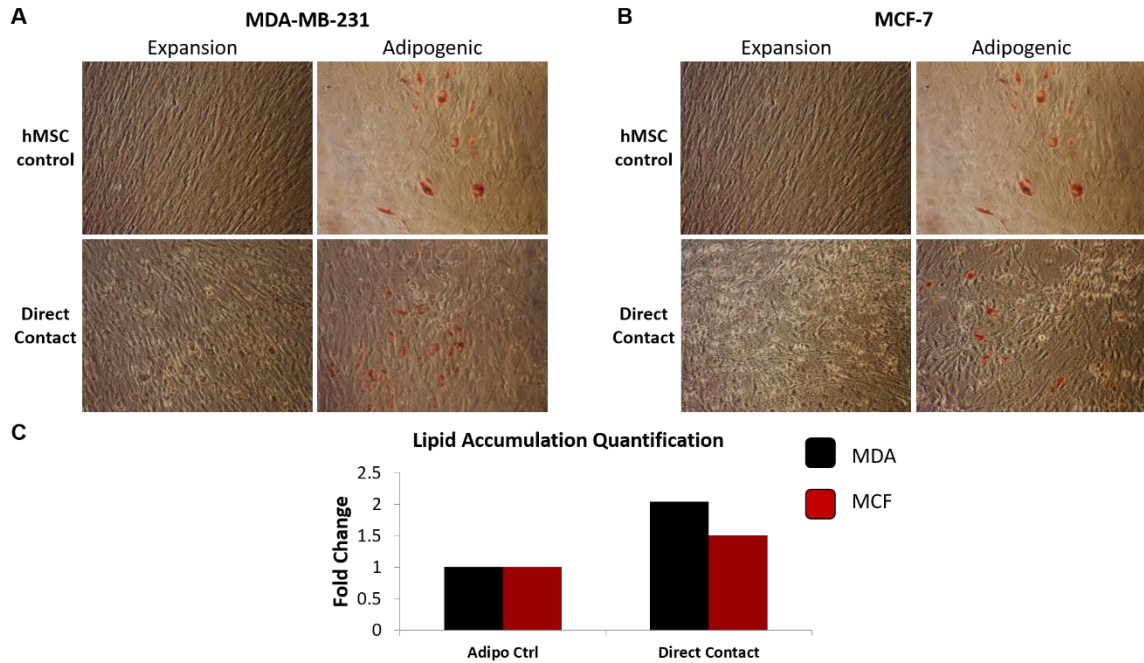 A
MDA-MB-231
Expansion
Adipogenic
hMSC
control
Direct
Contact
B
MCF-7
Expansion
Adipogenic
hMSC
control
Direct
Contact
C
Lipid Accumulation Quantification
MDA
MCF
Fold Change
2.5
2
1.5
1
0.5
0
Adipo Ctrl
Direct Contact